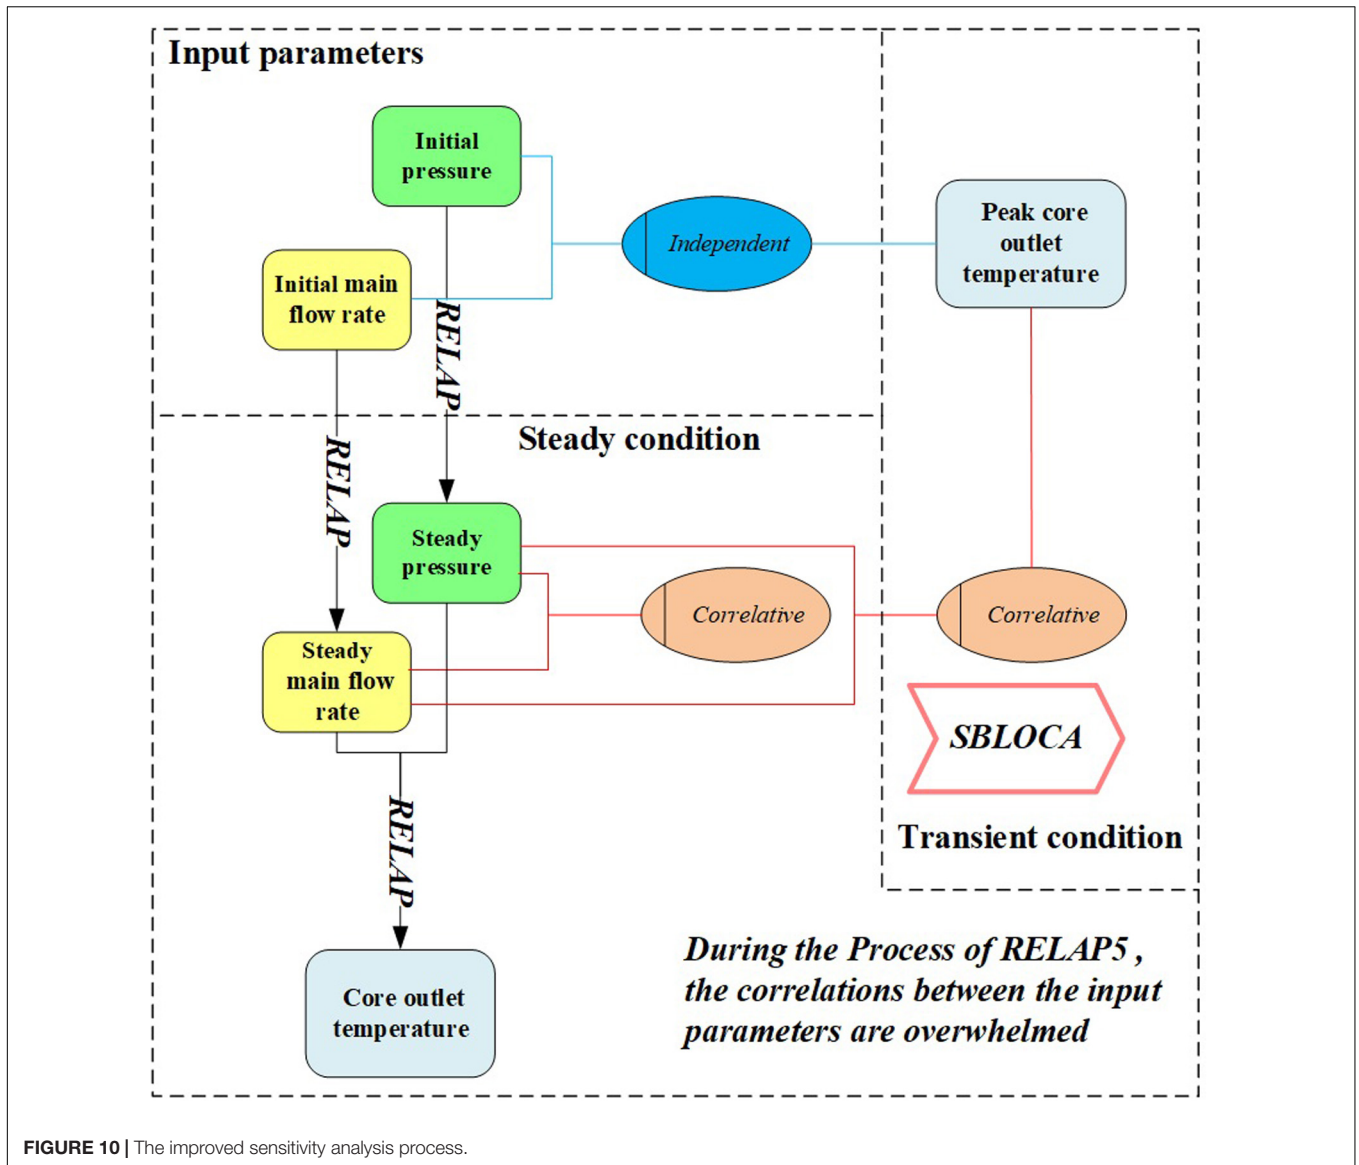 Input parameters
Initial
pressure
Initial main
flow rate
Independent
Peak core
outlet
temperature
RELAP
RELAP
Steady condition
Steady
pressure
Steady
main flow
rate
Correlative
Correlative
SBLOCA
Transient condition
RELAP
Core outlet
temperature
During the Process of RELAP5 ,
the correlations between the input
parameters are overwhelmed
FIGURE 10 | The improved sensitivity analysis process.